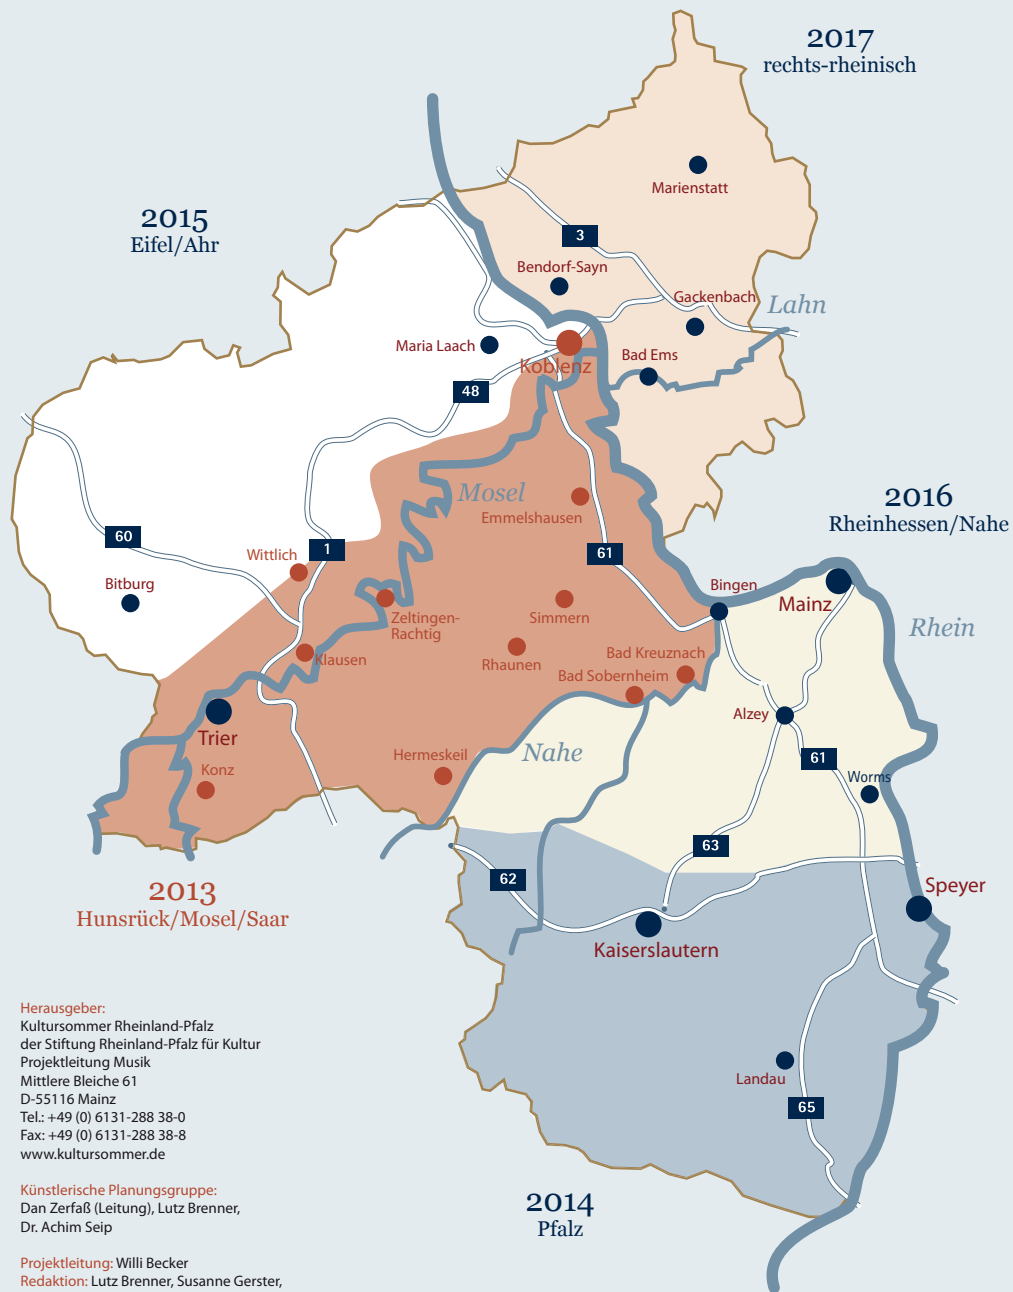 2017
rechts-rheinisch
Marienstatt
2015
Eifel/Ahr
3
Bendorf-Sayn
Gackenbach
Lahn
Maria Laach
Koblenz
Bad Ems
48
Mosel
Emmelshausen
2016
Rheinhessen/Nahe
60
1
61
Wittlich
Bitburg
Bingen
Mainz
Zeltingen-
Rachtig
Simmern
Rhein
Klausen
Rhaunen
Bad Kreuznach
Bad Sobernheim
Trier
Alzey
Hermeskeil
Nahe
61
Konz
Worms
63
62
2013
Hunsrück/Mosel/Saar
Speyer
Kaiserslautern
Landau
65
2014
Pfalz
Herausgeber:
Kultursommer Rheinland-Pfalz
der Stiftung Rheinland-Pfalz für Kultur
Projektleitung Musik
Mittlere Bleiche 61
D-55116 Mainz
Tel.: +49 (0) 6131-288 38-0
Fax: +49 (0) 6131-288 38-8
www.kultursommer.de
Künstlerische Planungsgruppe:
Dan Zerfaß (Leitung), Lutz Brenner,
Dr. Achim Seip
Projektleitung: Willi Becker
Redaktion: Lutz Brenner, Susanne Gerster,